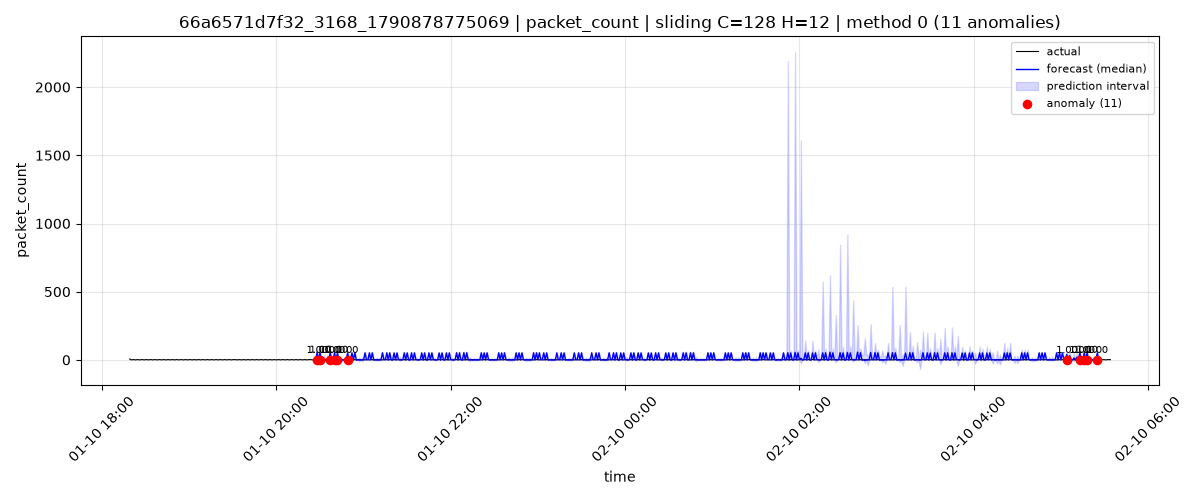 66a6571d7f32_3168_1790878775069 | packet_count | sliding C=128 H=12 | method 0 (11 anomalies)
actual
forecast (median)
prediction interval
anomaly (11)
packet_count
2000
1500
1000
500
0
01-10 18:00
01-10 20:00
01-10 22:00
02-10 00:00
02-10 02:00
02-10 04:00
02-10 06:00
time